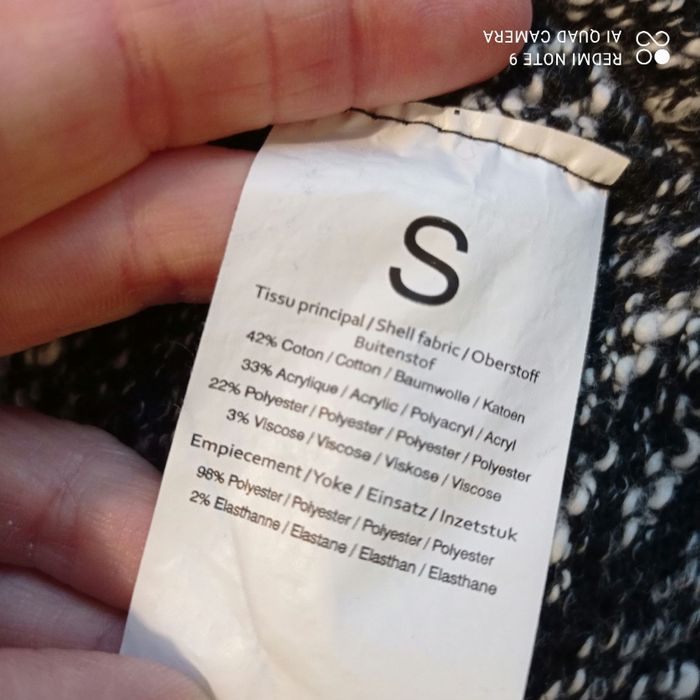 REDMI NOTE 9
AI QUAD CAMERA
S
Tissu principal / Shell fabric / Oberstoff
Buitenstof
42% Coton / Cotton / Baumwolle / Katoen
33% Acrylique / Acrylic / Polyacryl / Acryl
22% Polyester / Polyester / Polyester / Polyester
3% Viscose / Viscose / Viskose / Viscose
Empiecement / Yoke / Einsatz / Inzetstuk
98% Polyester / Polyester / Polyester / Polyester
2% Elasthanne / Elastane / Elasthan / Elasthane